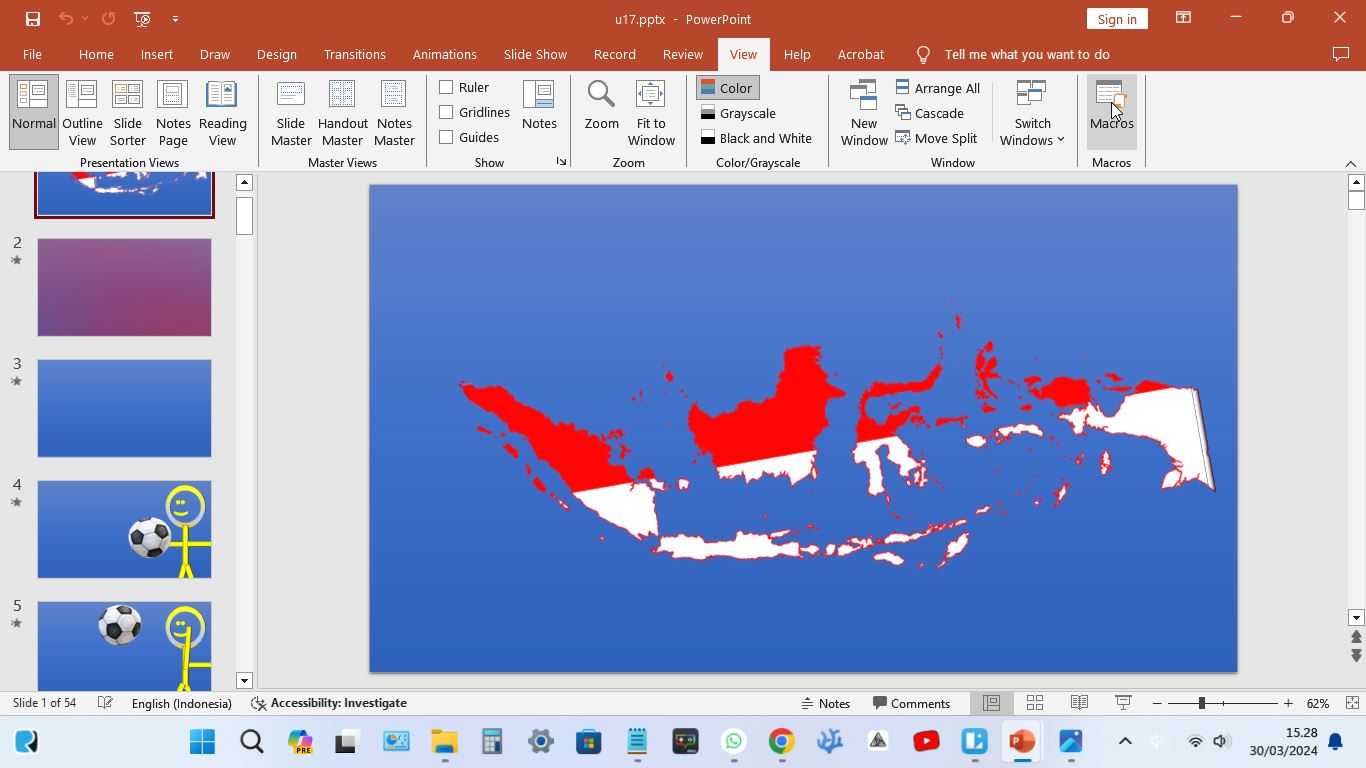 u17.pptx - PowerPoint
Sign in
File Home Insert Draw Design Transitions Animations Slide Show Record Review View Help Acrobat Tell me what you want to do
Normal
Outline View
Slide Sorter
Notes Page
Reading View
Presentation Views
Slide Master
Handout Master
Notes Master
Master Views
Ruler
Gridlines
Guides
Notes
Show
Zoom
Fit to Window
Zoom
Color
Grayscale
Black and White
Color/Grayscale
New Window
Arrange All
Cascade
Move Split
Switch Windows
Window
Macros
Macros
2
3
4
5
Slide 1 of 54 English (Indonesia) Accessibility: Investigate Notes Comments 62%
PRE
15.28
30/03/2024